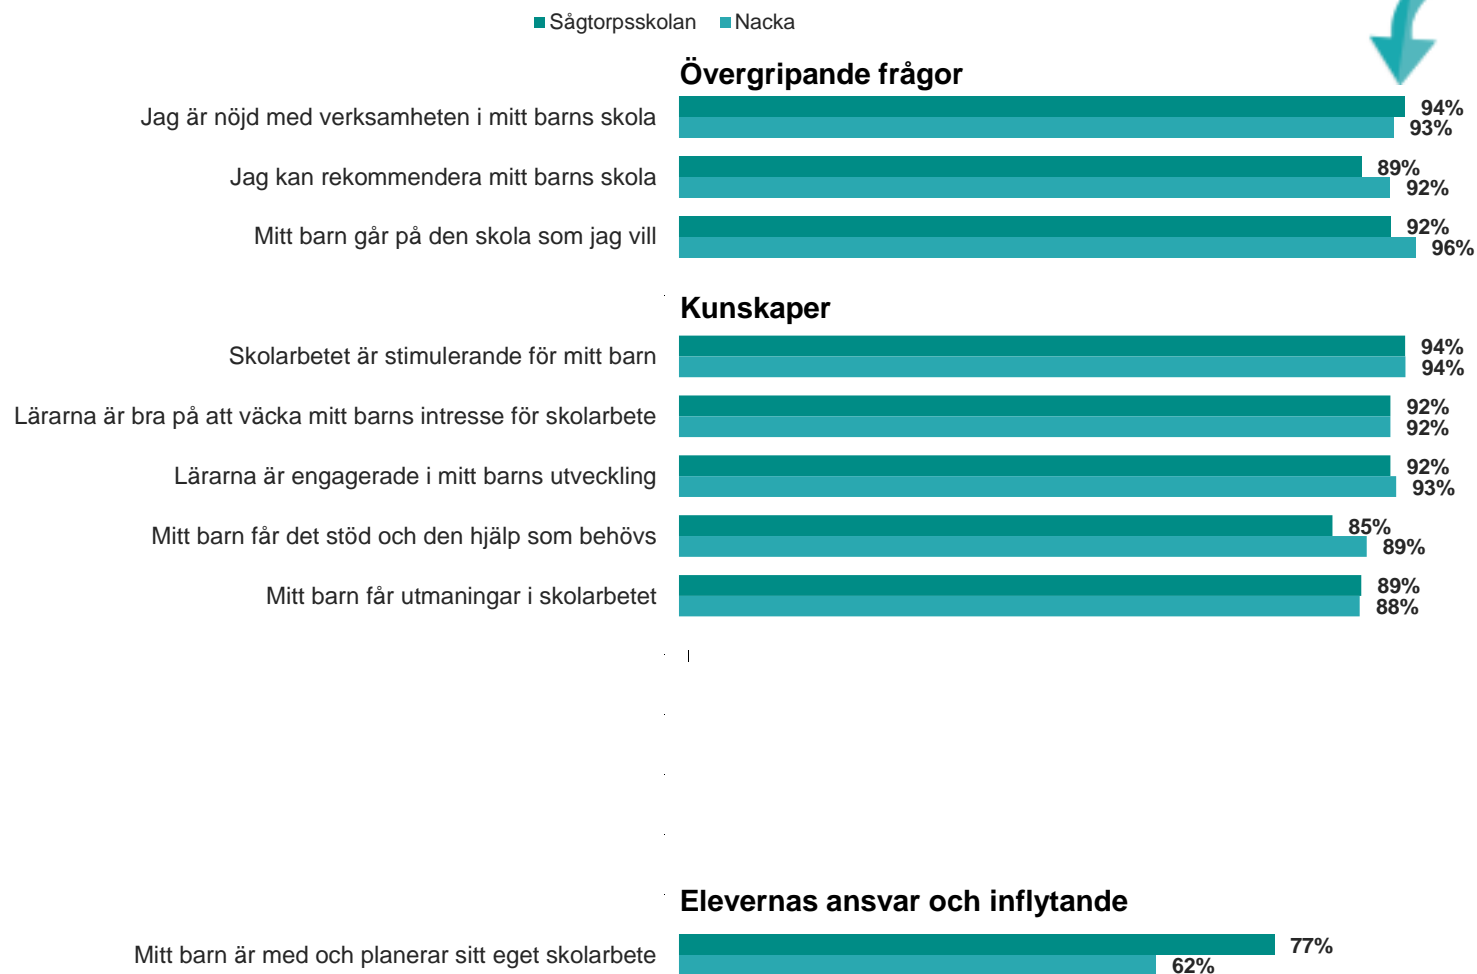 Sågtorpsskolan Nacka
Övergripande frågor
Jag är nöjd med verksamheten i mitt barns skola
94%
93%
Jag kan rekommendera mitt barns skola
89%
92%
Mitt barn går på den skola som jag vill
92%
96%
Kunskaper
Skolarbetet är stimulerande för mitt barn
94%
94%
Lärarna är bra på att väcka mitt barns intresse för skolarbete
92%
92%
Lärarna är engagerade i mitt barns utveckling
92%
93%
Mitt barn får det stöd och den hjälp som behövs
85%
89%
Mitt barn får utmaningar i skolarbetet
89%
88%
Elevernas ansvar och inflytande
Mitt barn är med och planerar sitt eget skolarbete
77%
62%